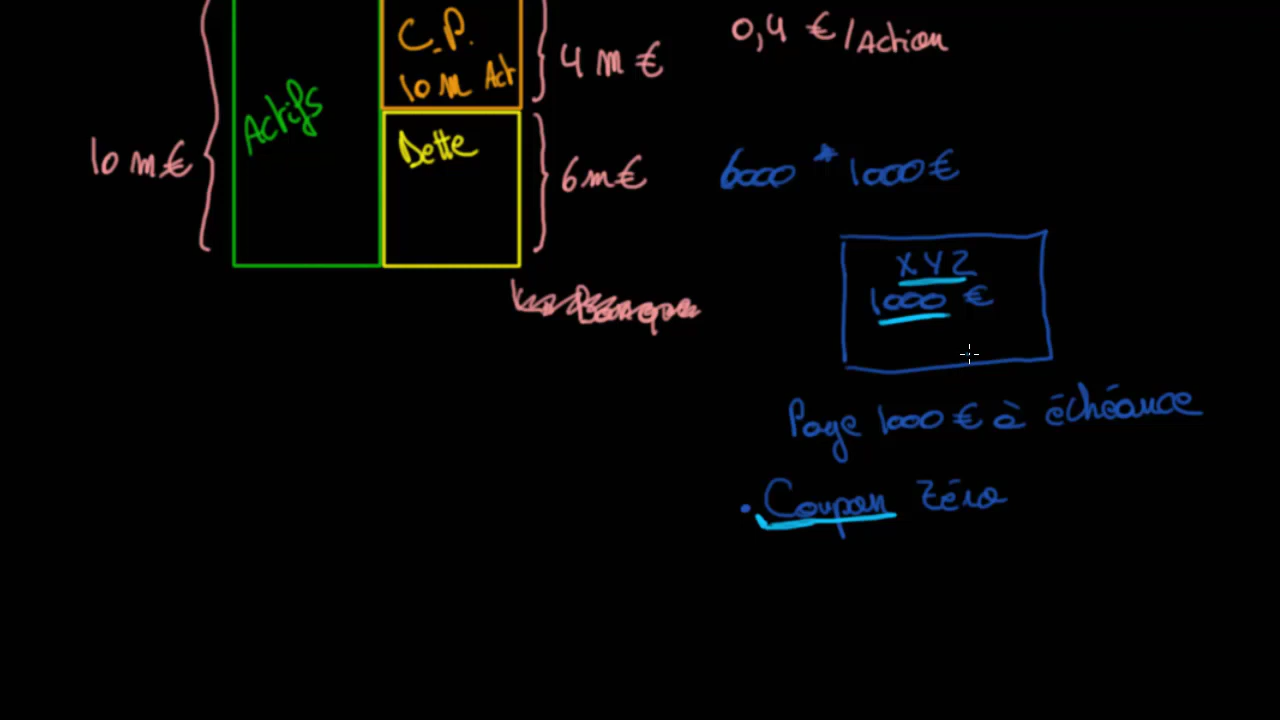 10 m €
Actifs
C.P.
10 m Act
Dette
4 m €
6 m €
Banque
0,4 € / Action
6000 * 1000 €
XYZ
1000 €
Paye 1000 € à échéance
• Coupon Zéro